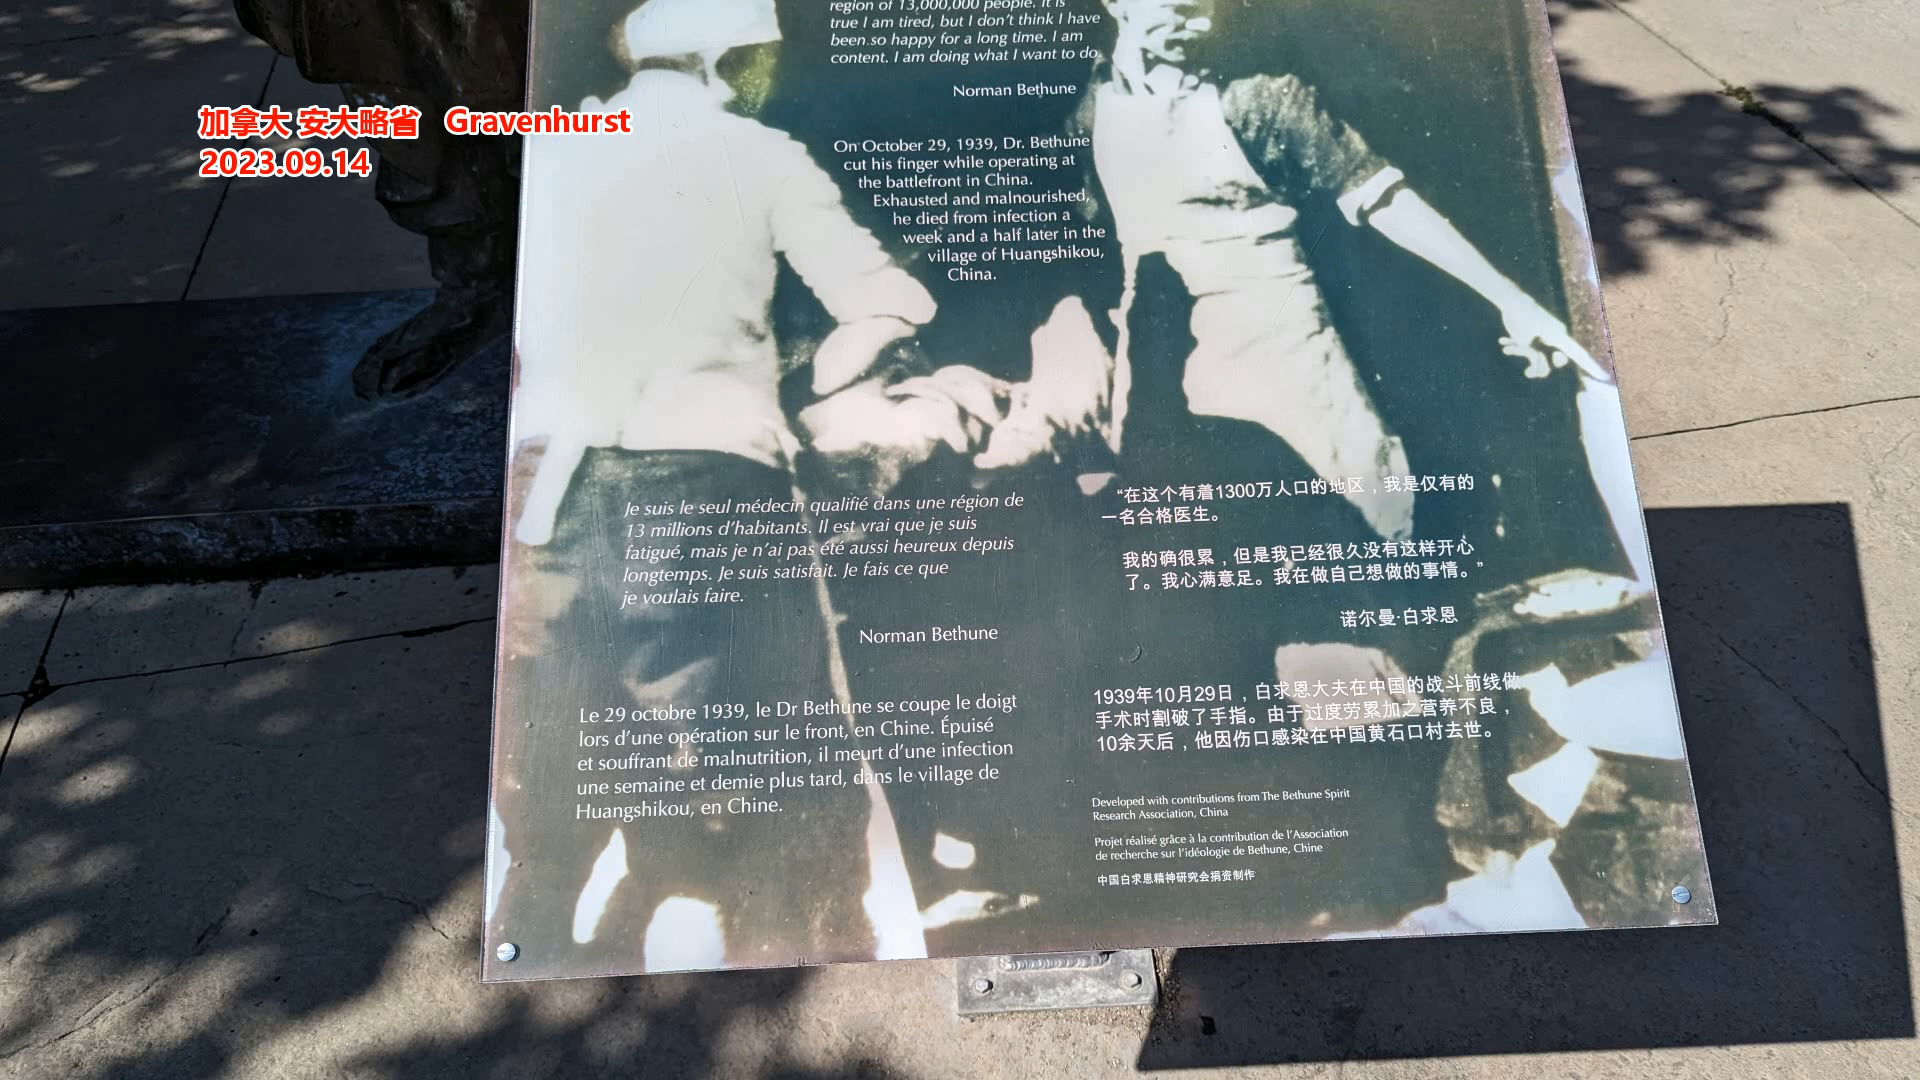 加拿大 安大略省 Gravenhurst
2023.09.14
region of 13,000,000 people. It is
true I am tired, but I don't think I have
been so happy for a long time. I am
content. I am doing what I want to do.
Norman Bethune
On October 29, 1939, Dr. Bethune
cut his finger while operating at
the battlefront in China.
Exhausted and malnourished,
he died from infection a
week and a half later in the
village of Huangshikou,
China.
Je suis le seul médecin qualifié dans une région de
13 millions d'habitants. Il est vrai que je suis
fatigué, mais je n'ai pas été aussi heureux depuis
longtemps. Je suis satisfait. Je fais ce que
je voulais faire.
Norman Bethune
Le 29 octobre 1939, le Dr Bethune se coupe le doigt
lors d'une opération sur le front, en Chine. Épuisé
et souffrant de malnutrition, il meurt d'une infection
une semaine et demie plus tard, dans le village de
Huangshikou, en Chine.
“在这个有着1300万人口的地区，我是仅有的
一名合格医生。
我的确很累，但是我已经很久没有这样开心
了。我心满意足。我在做自己想做的事情。”
诺尔曼·白求恩
1939年10月29日，白求恩大夫在中国的战斗前线做
手术时割破了手指。由于过度劳累加之营养不良，
10余天后，他因伤口感染在中国黄石口村去世。
Developed with contributions from The Bethune Spirit
Research Association, China
Projet réalisé grâce à la contribution de l'Association
de recherche sur l'idéologie de Bethune, Chine
中国白求恩精神研究会捐资制作